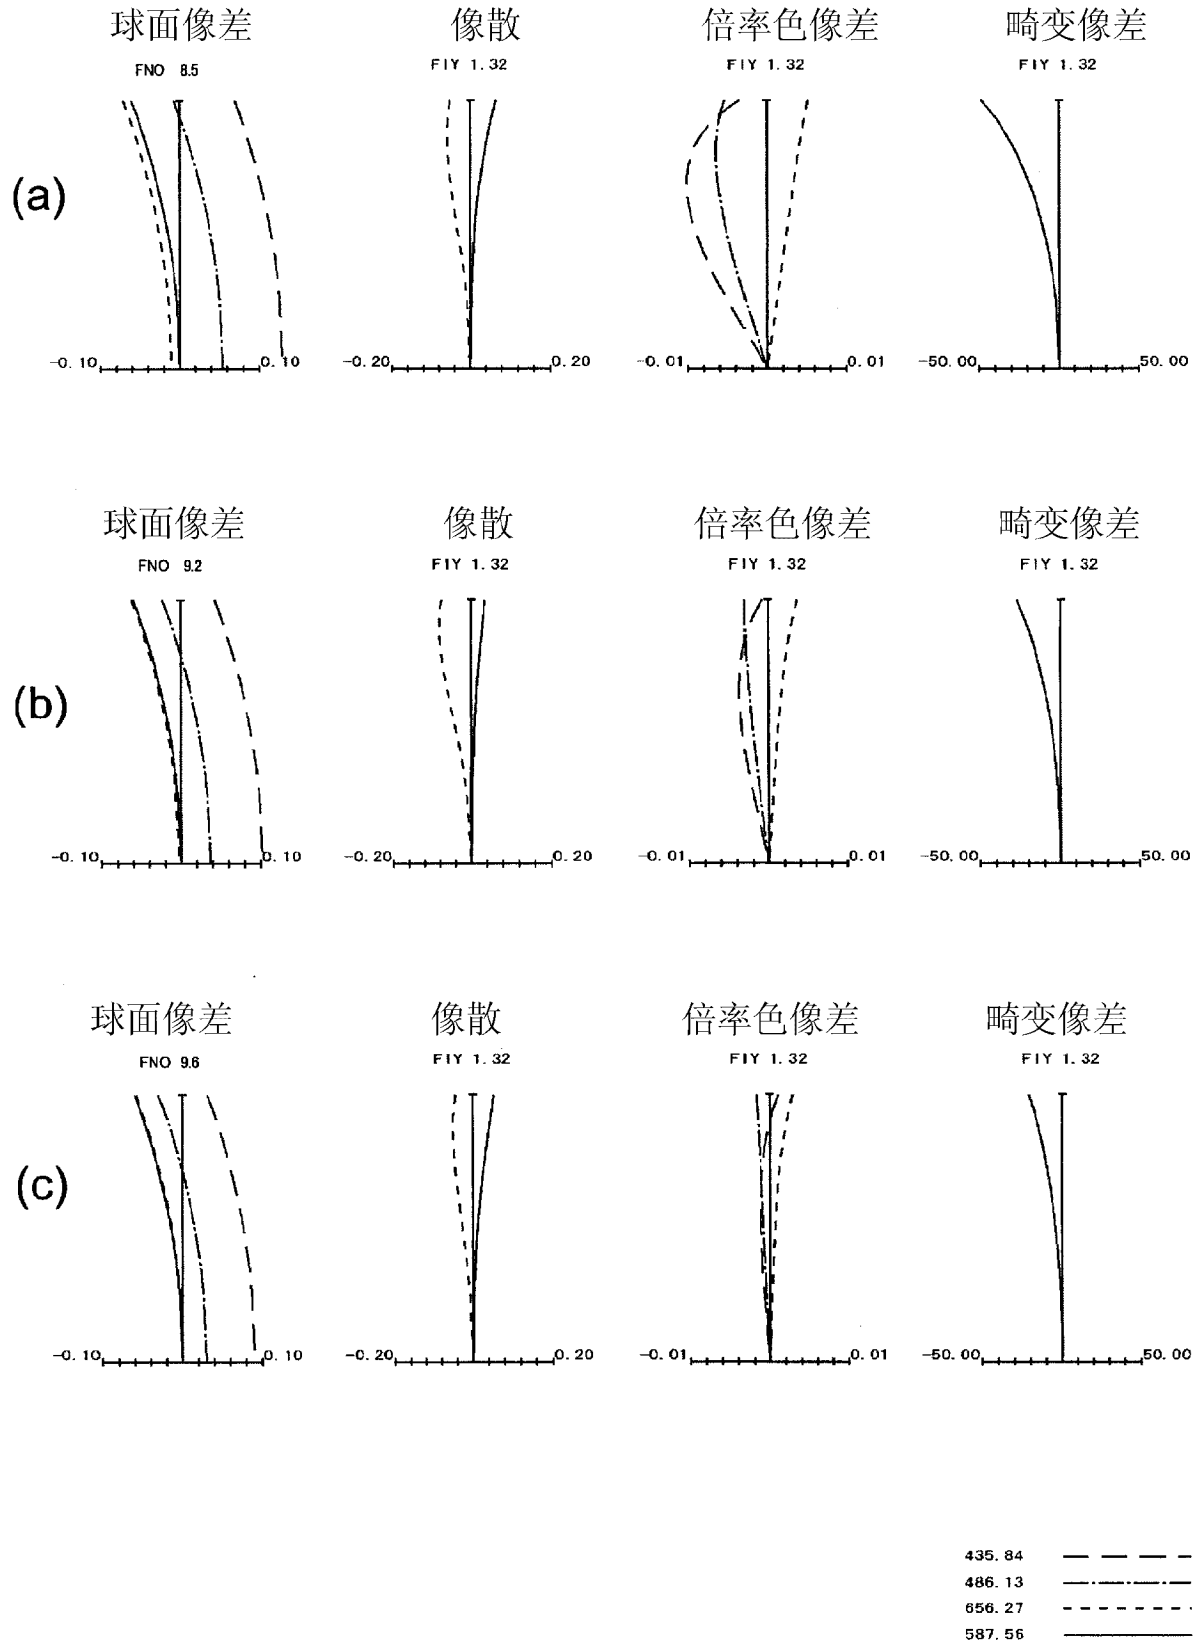 球面像差 像散 倍率色像差 畸变像差
FNO 8.5 FIY 1.32 FIY 1.32 FIY 1.32
(a)
-0.10 0.10 -0.20 0.20 -0.01 0.01 -50.00 50.00
球面像差 像散 倍率色像差 畸变像差
FNO 9.2 FIY 1.32 FIY 1.32 FIY 1.32
(b)
-0.10 0.10 -0.20 0.20 -0.01 0.01 -50.00 50.00
球面像差 像散 倍率色像差 畸变像差
FNO 9.6 FIY 1.32 FIY 1.32 FIY 1.32
(c)
-0.10 0.10 -0.20 0.20 -0.01 0.01 -50.00 50.00
435.84
486.13
656.27
587.56